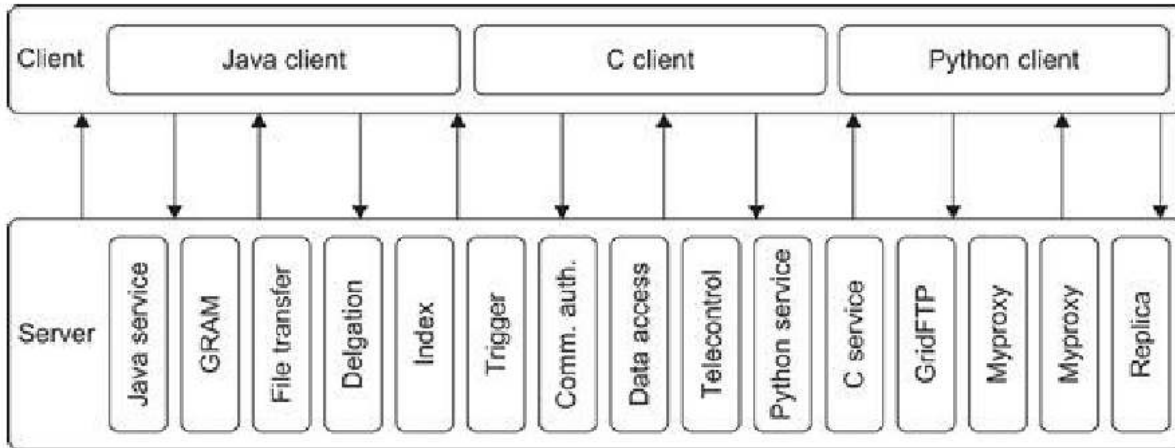 Client
Java client
C client
Python client
Server
Java service
GRAM
File transfer
Delgation
Index
Trigger
Comm. auth.
Data access
Telecontrol
Python service
C service
GridFTP
Myproxy
Myproxy
Replica